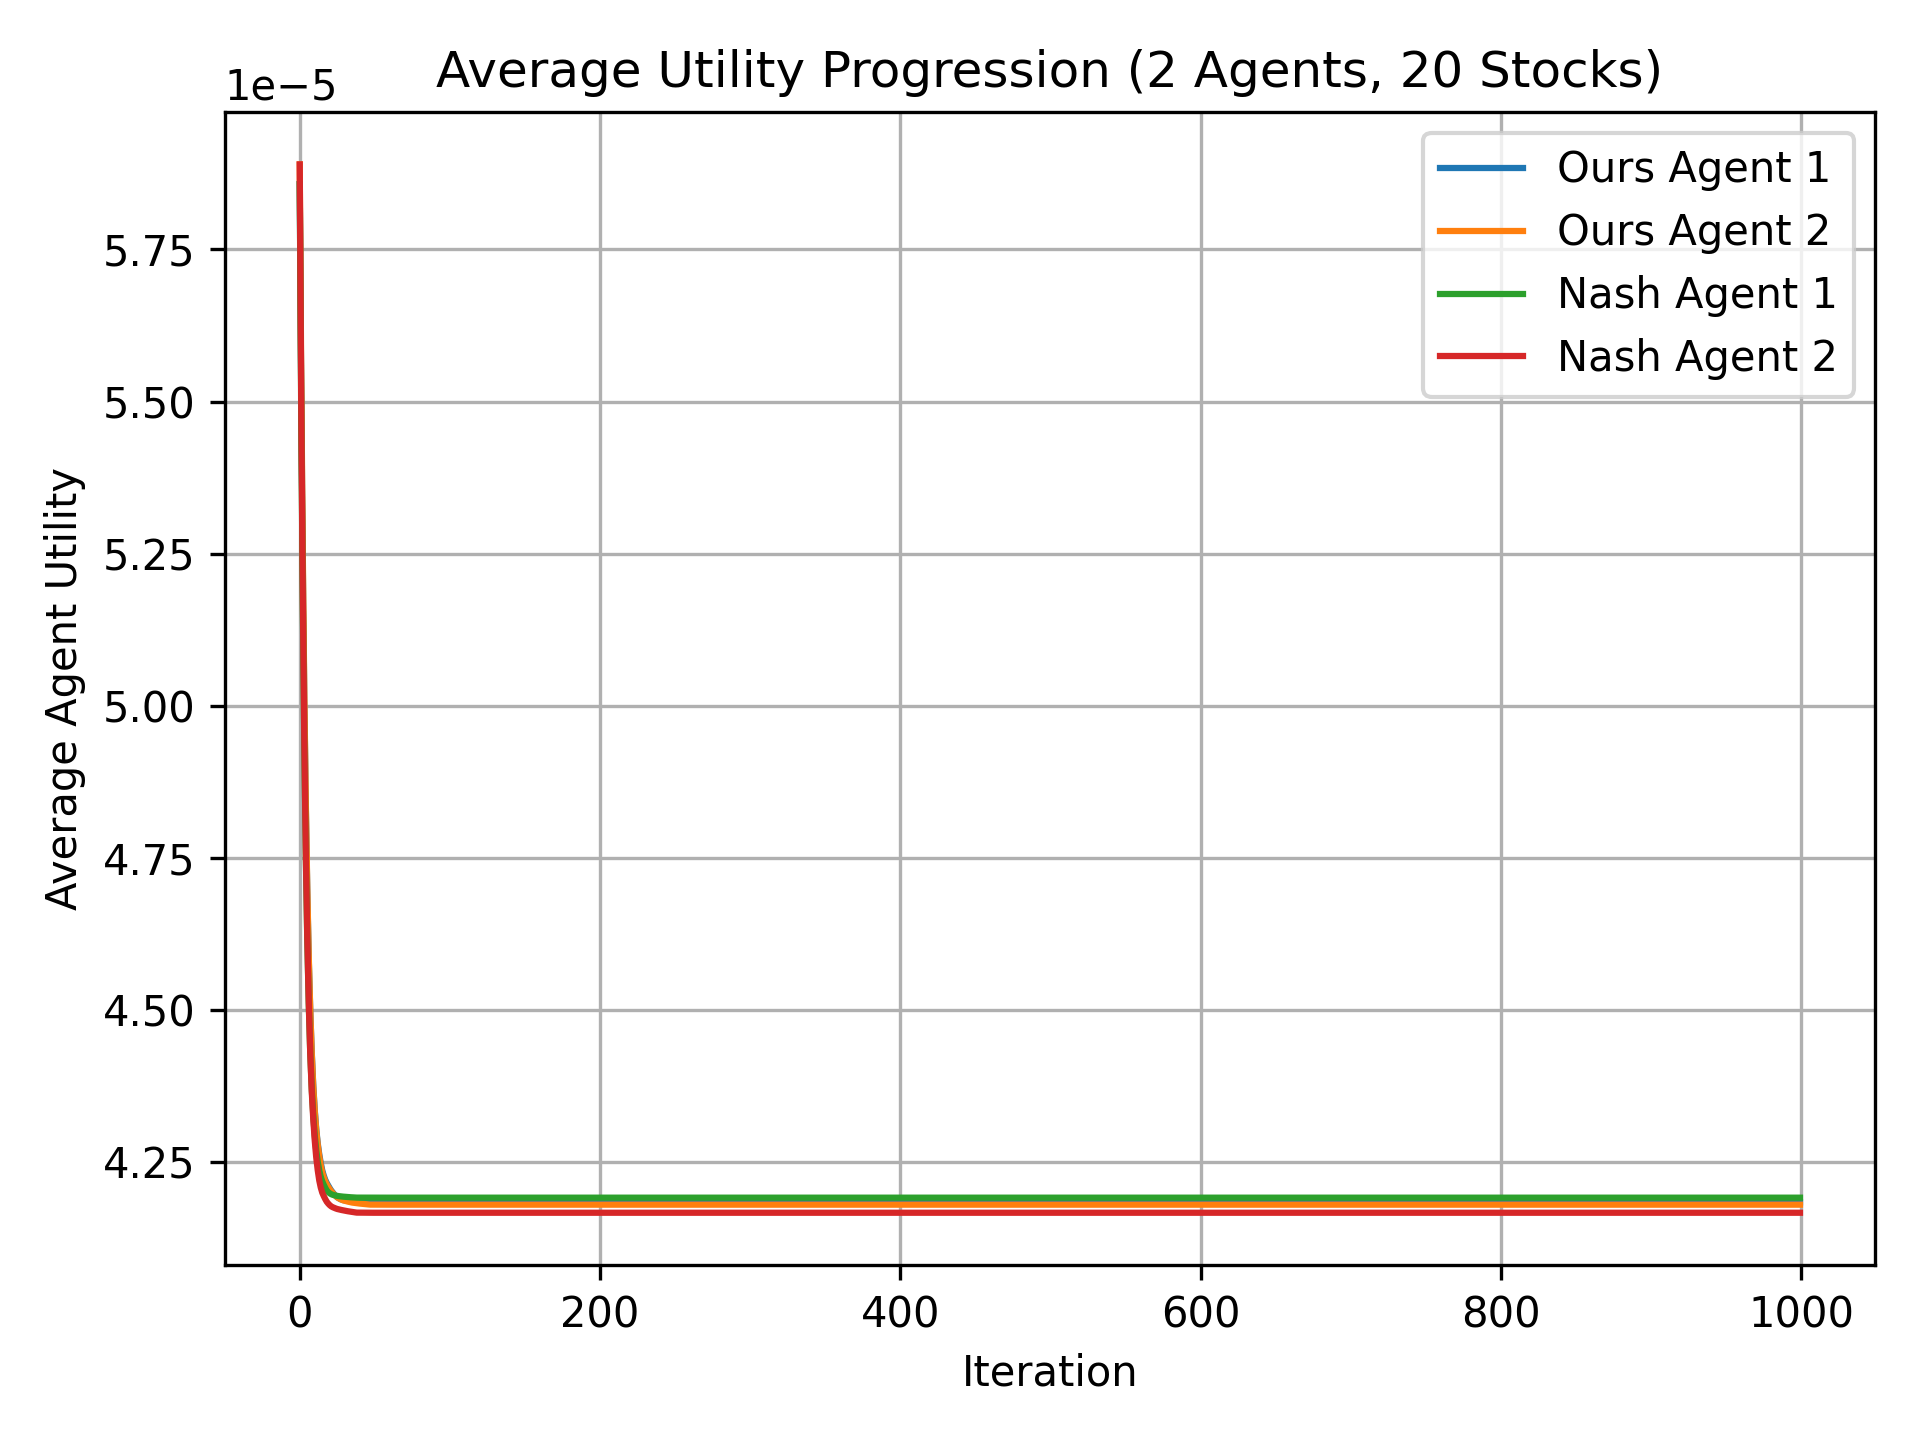 Average Utility Progression (2 Agents, 20 Stocks)
1e−5
Ours Agent 1
Ours Agent 2
Nash Agent 1
Nash Agent 2
5.75
5.50
5.25
5.00
4.75
4.50
4.25
Average Agent Utility
0 200 400 600 800 1000
Iteration